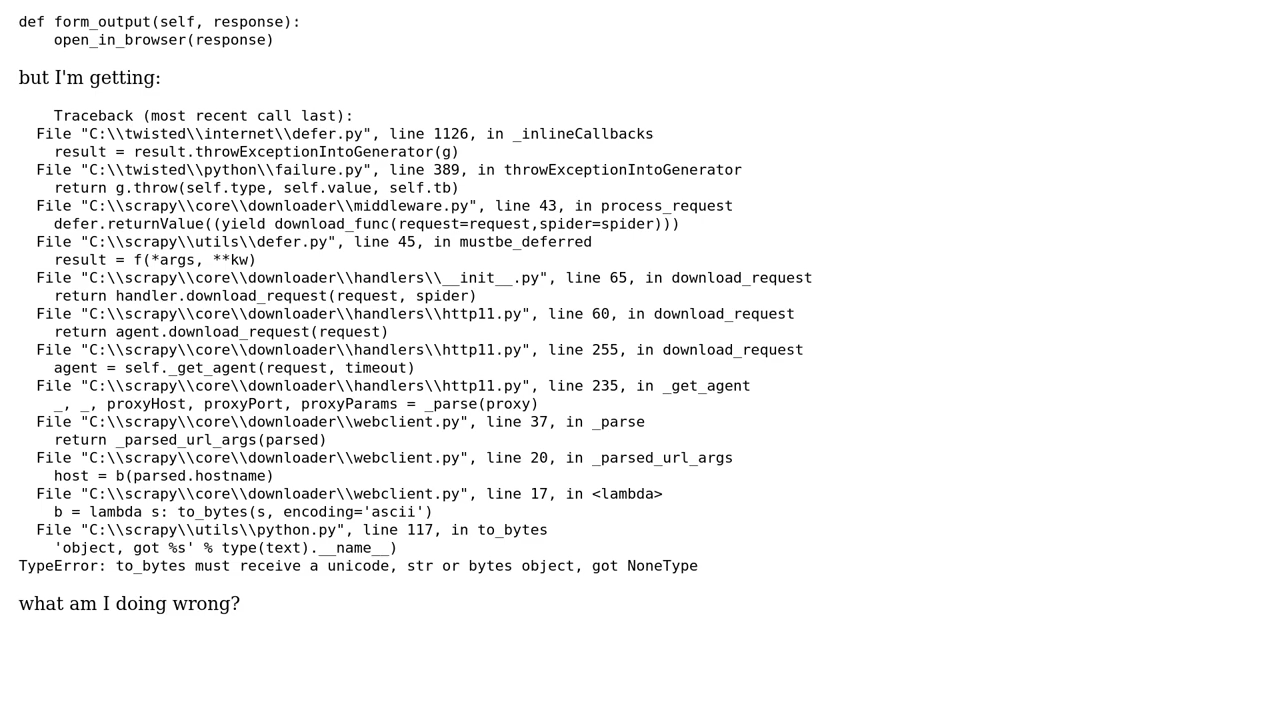 def form_output(self, response):
    open_in_browser(response)
but I'm getting:
    Traceback (most recent call last):
  File "C:\\twisted\\internet\\defer.py", line 1126, in _inlineCallbacks
    result = result.throwExceptionIntoGenerator(g)
  File "C:\\twisted\\python\\failure.py", line 389, in throwExceptionIntoGenerator
    return g.throw(self.type, self.value, self.tb)
  File "C:\\scrapy\\core\\downloader\\middleware.py", line 43, in process_request
    defer.returnValue((yield download_func(request=request,spider=spider)))
  File "C:\\scrapy\\utils\\defer.py", line 45, in mustbe_deferred
    result = f(*args, **kw)
  File "C:\\scrapy\\core\\downloader\\handlers\\__init__.py", line 65, in download_request
    return handler.download_request(request, spider)
  File "C:\\scrapy\\core\\downloader\\handlers\\http11.py", line 60, in download_request
    return agent.download_request(request)
  File "C:\\scrapy\\core\\downloader\\handlers\\http11.py", line 255, in download_request
    agent = self._get_agent(request, timeout)
  File "C:\\scrapy\\core\\downloader\\handlers\\http11.py", line 235, in _get_agent
    _, _, proxyHost, proxyPort, proxyParams = _parse(proxy)
  File "C:\\scrapy\\core\\downloader\\webclient.py", line 37, in _parse
    return _parsed_url_args(parsed)
  File "C:\\scrapy\\core\\downloader\\webclient.py", line 20, in _parsed_url_args
    host = b(parsed.hostname)
  File "C:\\scrapy\\core\\downloader\\webclient.py", line 17, in <lambda>
    b = lambda s: to_bytes(s, encoding='ascii')
  File "C:\\scrapy\\utils\\python.py", line 117, in to_bytes
    'object, got %s' % type(text).__name__)
TypeError: to_bytes must receive a unicode, str or bytes object, got NoneType
what am I doing wrong?